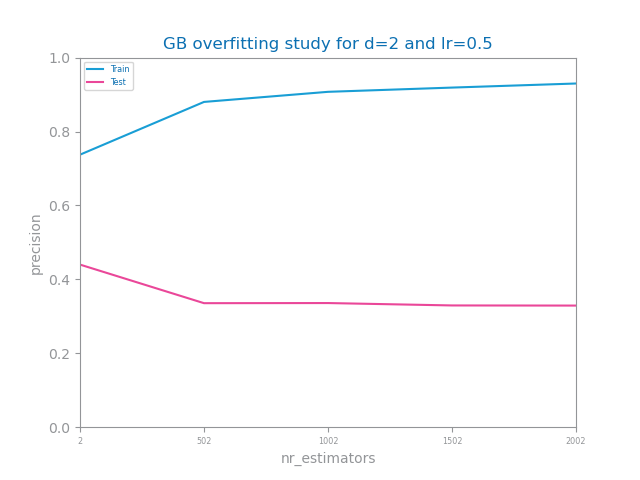 GB overfitting study for d=2 and lr=0.5
Train
Test
1.0
0.8
0.6
0.4
0.2
0.0
precision
2 502 1002 1502 2002
nr_estimators